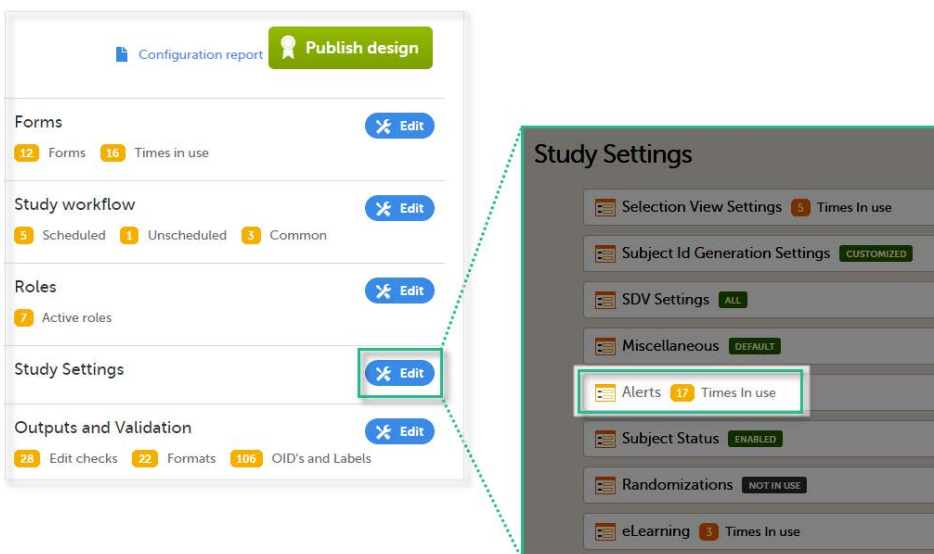 Configuration report Publish design
Forms Edit
12 Forms 16 Times in use
Study workflow Edit
5 Scheduled 1 Unscheduled 3 Common
Roles Edit
7 Active roles
Study Settings Edit
Outputs and Validation Edit
28 Edit checks 22 Formats 106 OID's and Labels
Study Settings
Selection View Settings 5 Times In use
Subject Id Generation Settings CUSTOMIZED
SDV Settings ALL
Miscellaneous DEFAULT
Alerts 17 Times In use
Subject Status ENABLED
Randomizations NOT IN USE
eLearning 3 Times In use